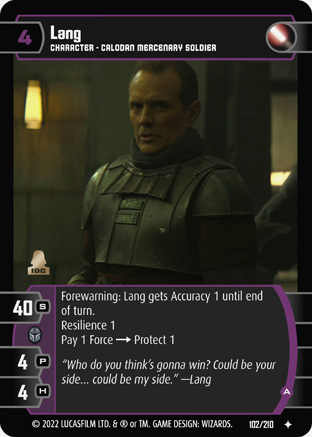 4
Lang
CHARACTER - CALODAN MERCENARY SOLDIER
IDC
40 S
4 P
4 H
Forewarning: Lang gets Accuracy 1 until end
of turn.
Resilience 1
Pay 1 Force → Protect 1
“Who do you think’s gonna win? Could be your
side... could be my side.” —Lang
A
© 2022 LUCASFILM LTD. & ® or TM. GAME DESIGN: WIZARDS. 102/210